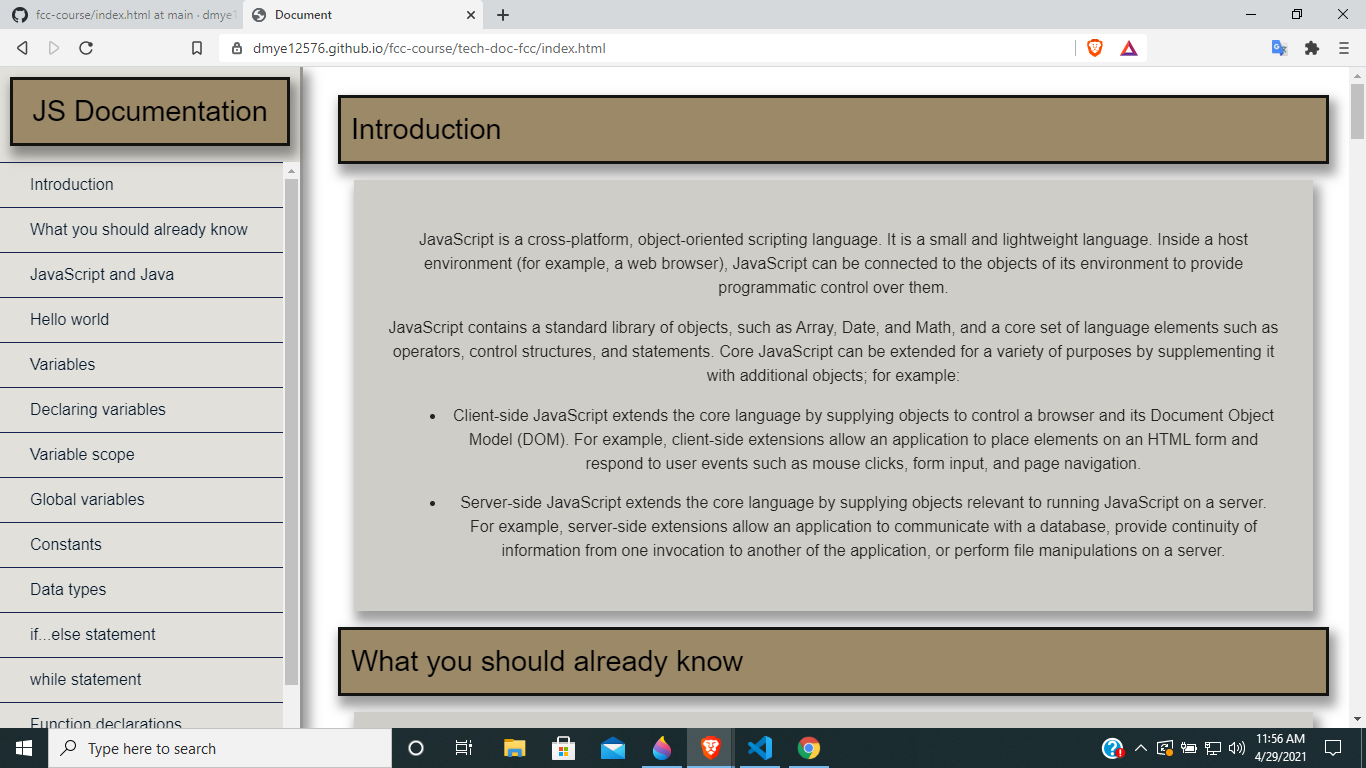 fcc-course/index.html at main · dmye1
Document
dmye12576.github.io/fcc-course/tech-doc-fcc/index.html
JS Documentation
Introduction
What you should already know
JavaScript and Java
Hello world
Variables
Declaring variables
Variable scope
Global variables
Constants
Data types
if...else statement
while statement
Function declarations
Introduction
JavaScript is a cross-platform, object-oriented scripting language. It is a small and lightweight language. Inside a host
environment (for example, a web browser), JavaScript can be connected to the objects of its environment to provide
programmatic control over them.
JavaScript contains a standard library of objects, such as Array, Date, and Math, and a core set of language elements such as
operators, control structures, and statements. Core JavaScript can be extended for a variety of purposes by supplementing it
with additional objects; for example:
• Client-side JavaScript extends the core language by supplying objects to control a browser and its Document Object
Model (DOM). For example, client-side extensions allow an application to place elements on an HTML form and
respond to user events such as mouse clicks, form input, and page navigation.
• Server-side JavaScript extends the core language by supplying objects relevant to running JavaScript on a server.
For example, server-side extensions allow an application to communicate with a database, provide continuity of
information from one invocation to another of the application, or perform file manipulations on a server.
What you should already know
Type here to search
11:56 AM
4/29/2021